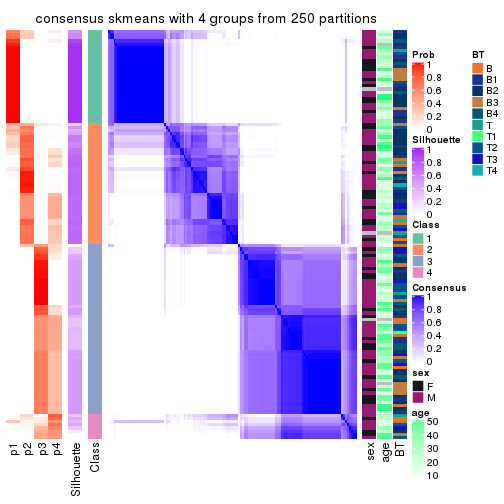 consensus skmeans with 4 groups from 250 partitions
p1
p2
p3
p4
Silhouette
Class
sex
age
BT
Prob
1
0.8
0.6
0.4
0.2
0
Silhouette
1
0.8
0.6
0.4
0.2
0
Class
1
2
3
4
Consensus
1
0.8
0.6
0.4
0.2
0
sex
F
M
age
50
40
30
20
10
BT
B
B1
B2
B3
B4
T
T1
T2
T3
T4